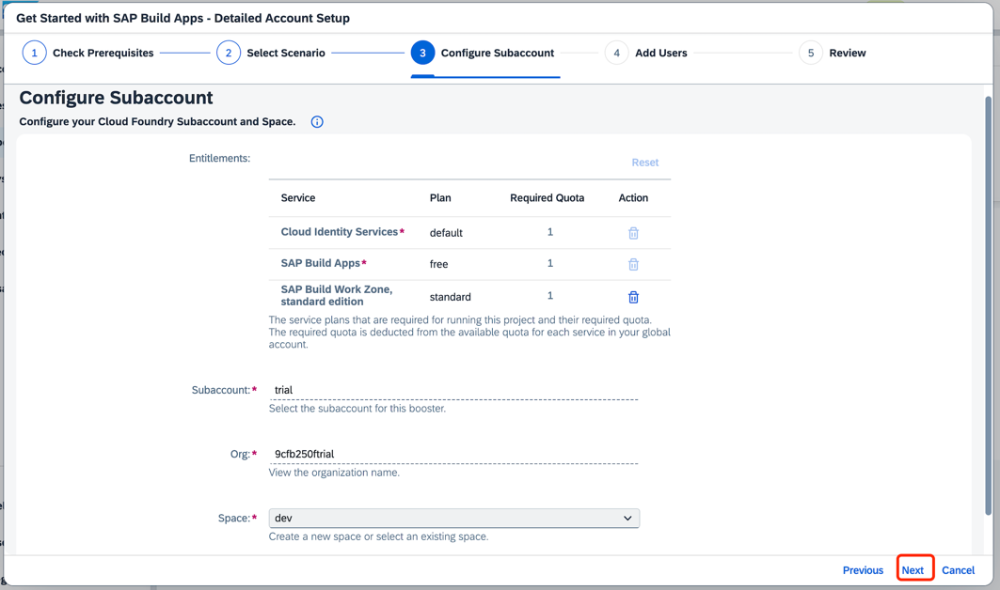 Get Started with SAP Build Apps - Detailed Account Setup
1 Check Prerequisites 2 Select Scenario 3 Configure Subaccount 4 Add Users 5 Review
Configure Subaccount
Configure your Cloud Foundry Subaccount and Space.
Entitlements:
Reset
Service Plan Required Quota Action
Cloud Identity Services* default 1
SAP Build Apps* free 1
SAP Build Work Zone,
standard edition standard 1
The service plans that are required for running this project and their required quota.
The required quota is deducted from the available quota for each service in your global
account.
Subaccount:* trial
Select the subaccount for this booster.
Org:* 9cfb250ftrial
View the organization name.
Space:* dev
Create a new space or select an existing space.
Previous Next Cancel